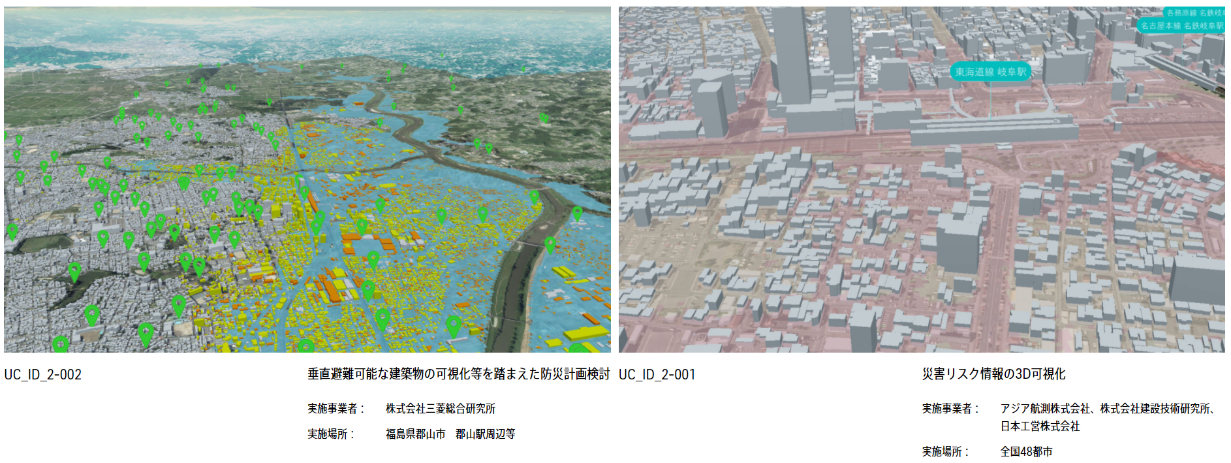 各務原線 名鉄岐阜
名古屋本線 名鉄岐阜駅
東海道線 岐阜駅
UC_ID_2-002
垂直避難可能な建築物の可視化等を踏まえた防災計画検討
実施事業者：
株式会社三菱総合研究所
実施場所：
福島県郡山市　郡山駅周辺等
UC_ID_2-001
災害リスク情報の3D可視化
実施事業者：
アジア航測株式会社、株式会社建設技術研究所、
日本工営株式会社
実施場所：
全国48都市